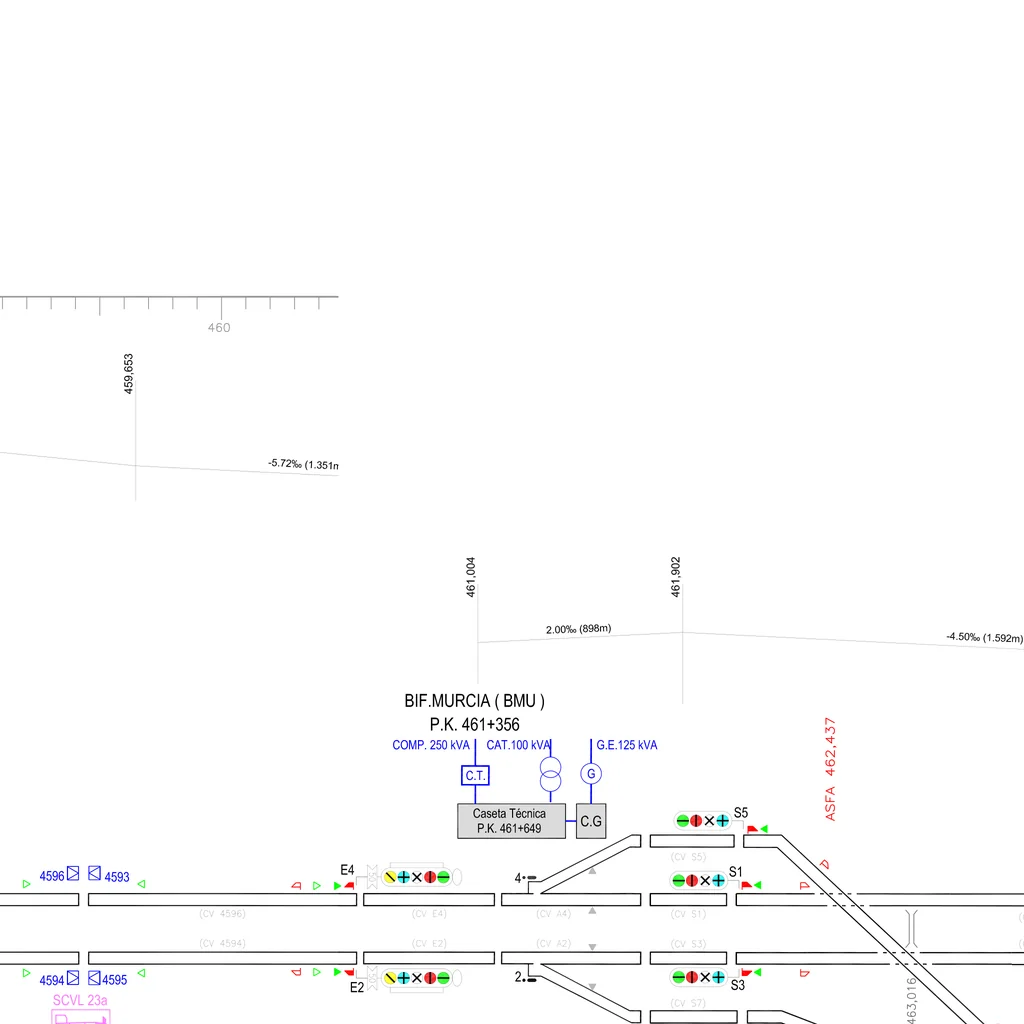 460
459,653
-5.72‰ (1.351m
461,004
461,902
2.00‰ (898m)
-4.50‰ (1.592m)
BIF.MURCIA ( BMU )
P.K. 461+356
COMP. 250 kVA CAT.100 kVA G.E.125 kVA
C.T.
G
Caseta Técnica
P.K. 461+649
C.G
ASFA 462,437
S5
(CV S5)
4596 4593
E4
4
S1
(CV 4596) (CV E4) (CV A4) (CV S1)
(CV 4594) (CV E2) (CV A2) (CV S3)
4594 4595
E2
2
S3
SCVL 23a
(CV S7)
463,016